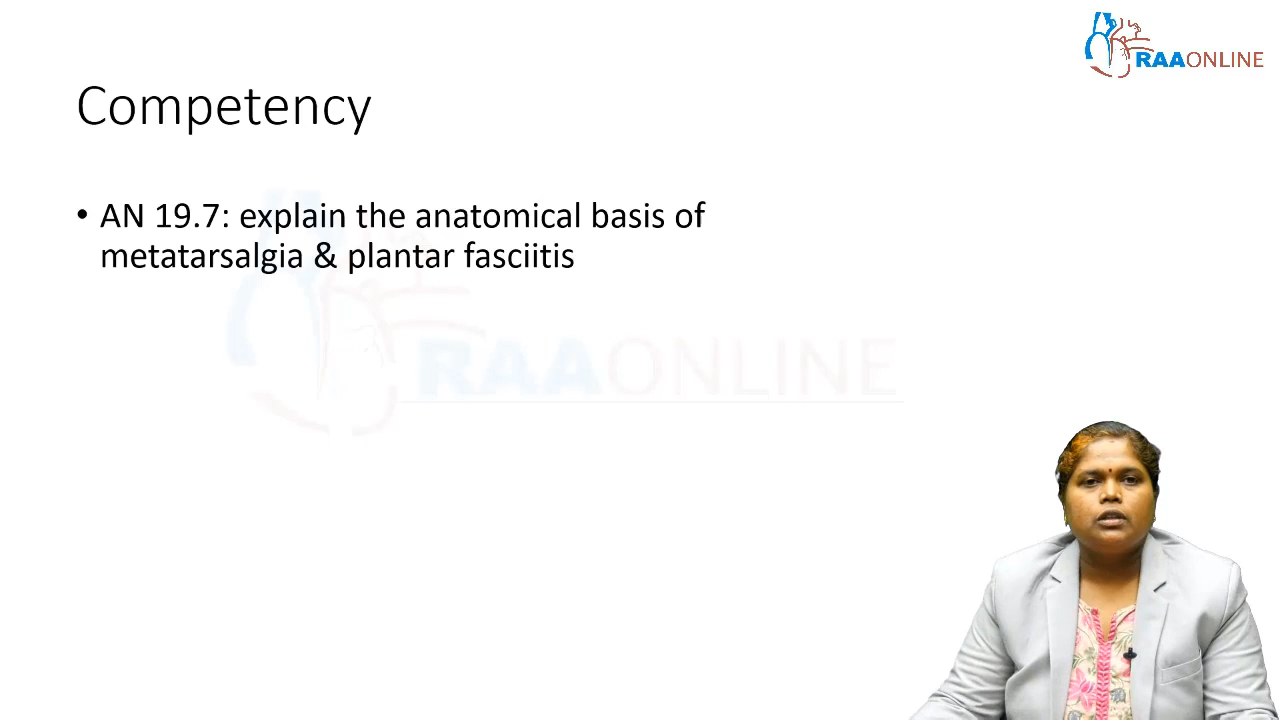 RAAONLINE
Competency
• AN 19.7: explain the anatomical basis of
metatarsalgia & plantar fasciitis
RAAONLINE